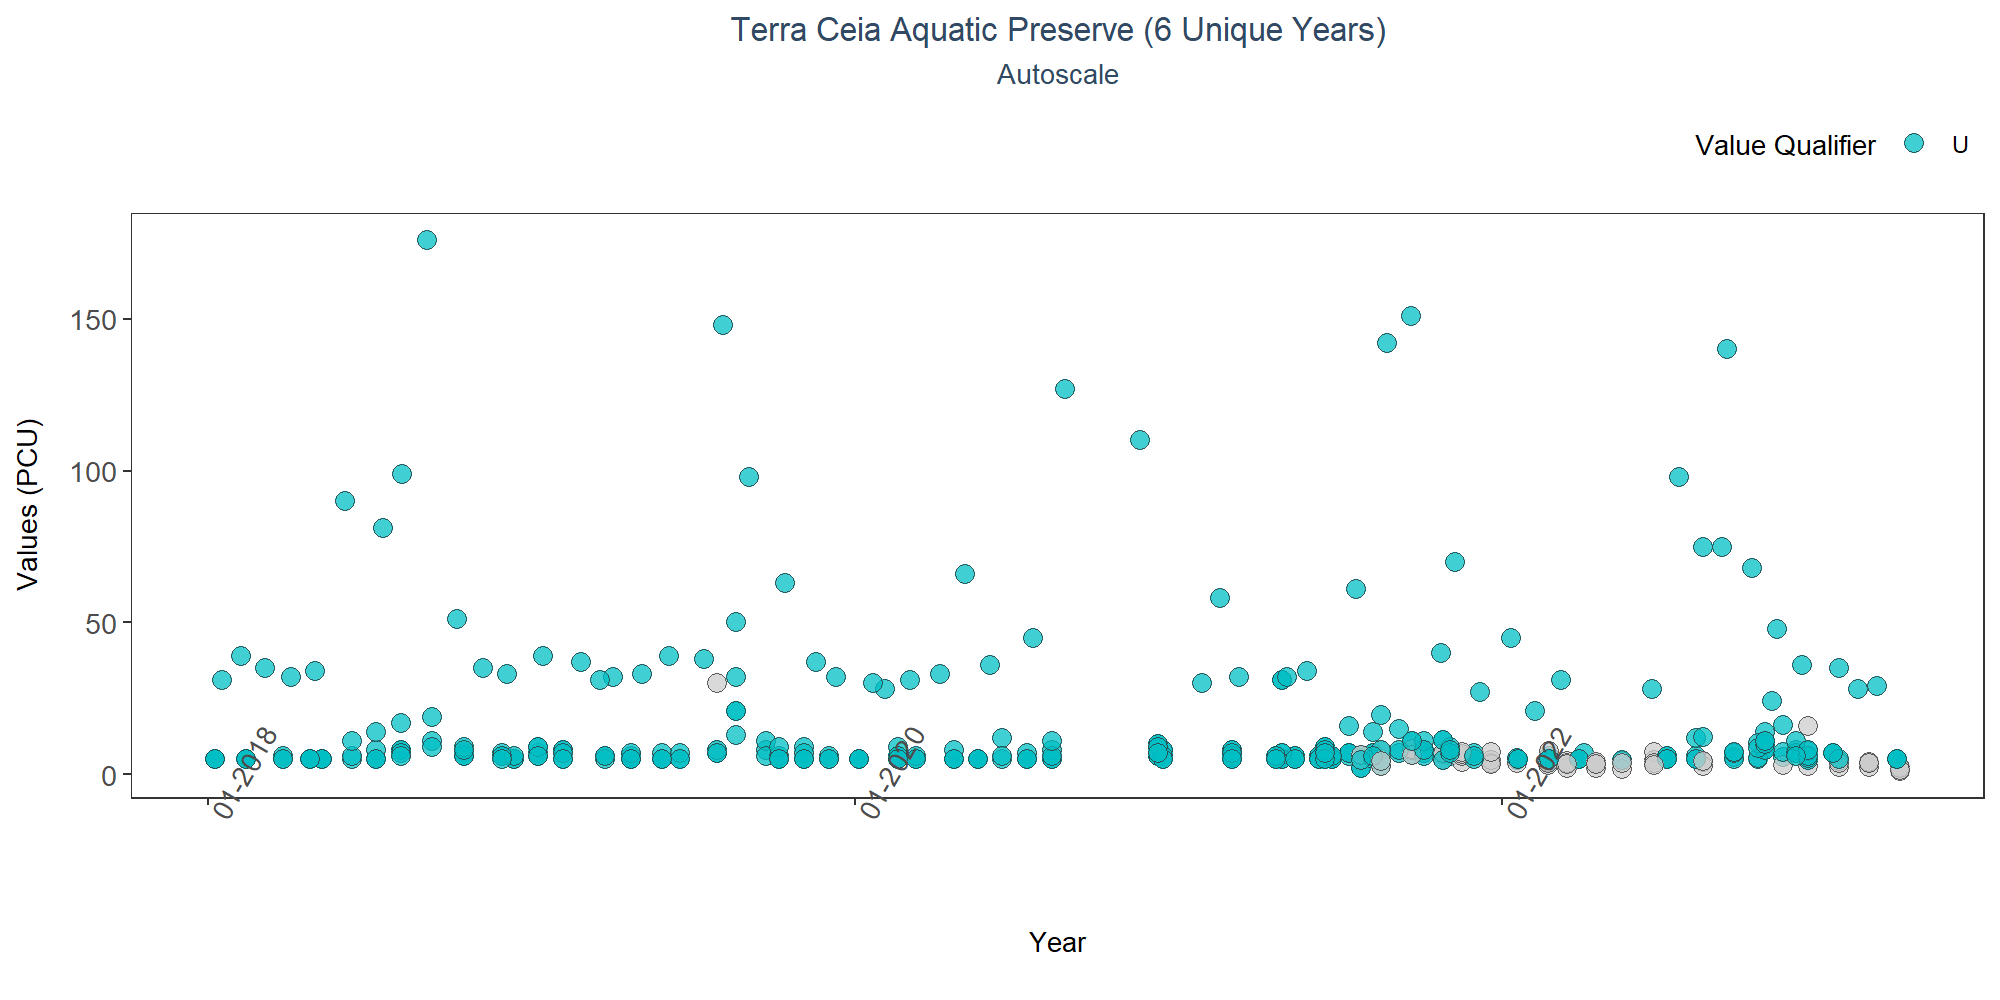 Terra Ceia Aquatic Preserve (6 Unique Years)
Autoscale
Value Qualifier U
Values (PCU)
150
100
50
0
01-2018
01-2020
01-2022
Year